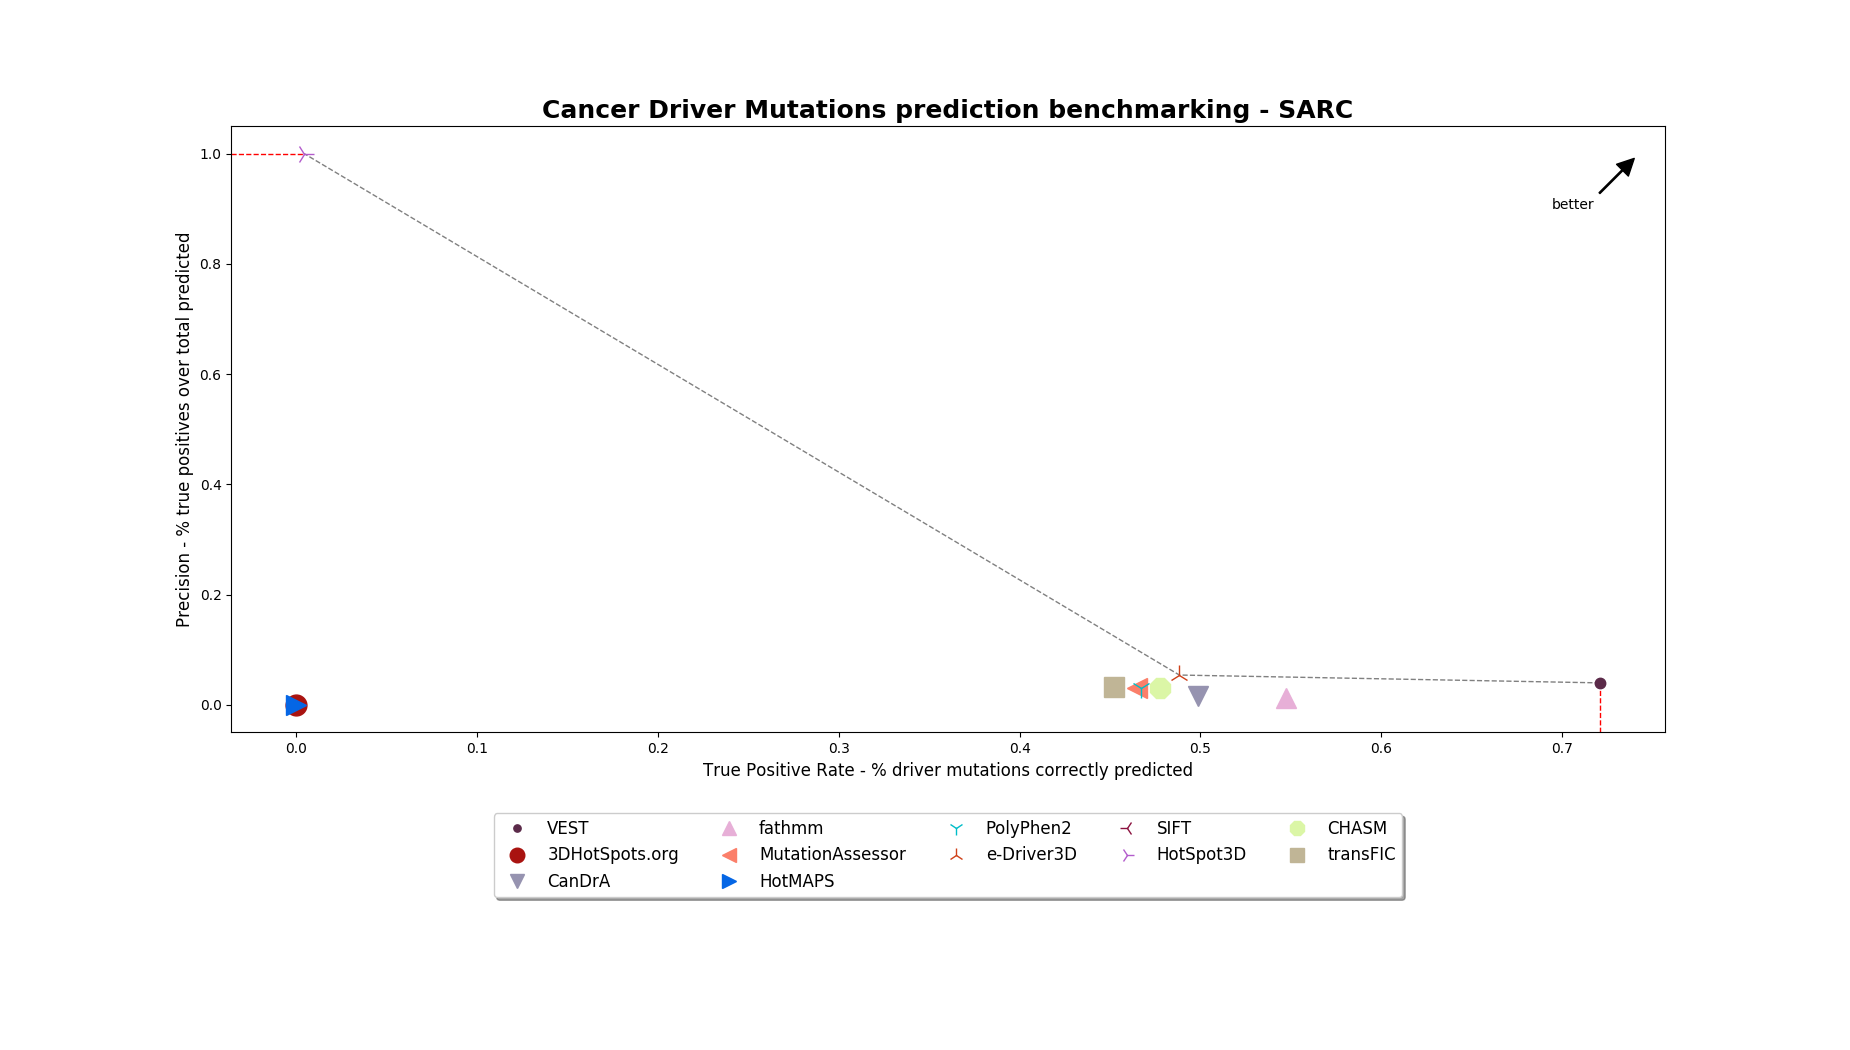 Cancer Driver Mutations prediction benchmarking - SARC
Precision - % true positives over total predicted
1.0
0.8
0.6
0.4
0.2
0.0
better
0.0 0.1 0.2 0.3 0.4 0.5 0.6 0.7
True Positive Rate - % driver mutations correctly predicted
VEST fathmm PolyPhen2 SIFT CHASM
3DHotSpots.org MutationAssessor e-Driver3D HotSpot3D transFIC
CanDrA HotMAPS